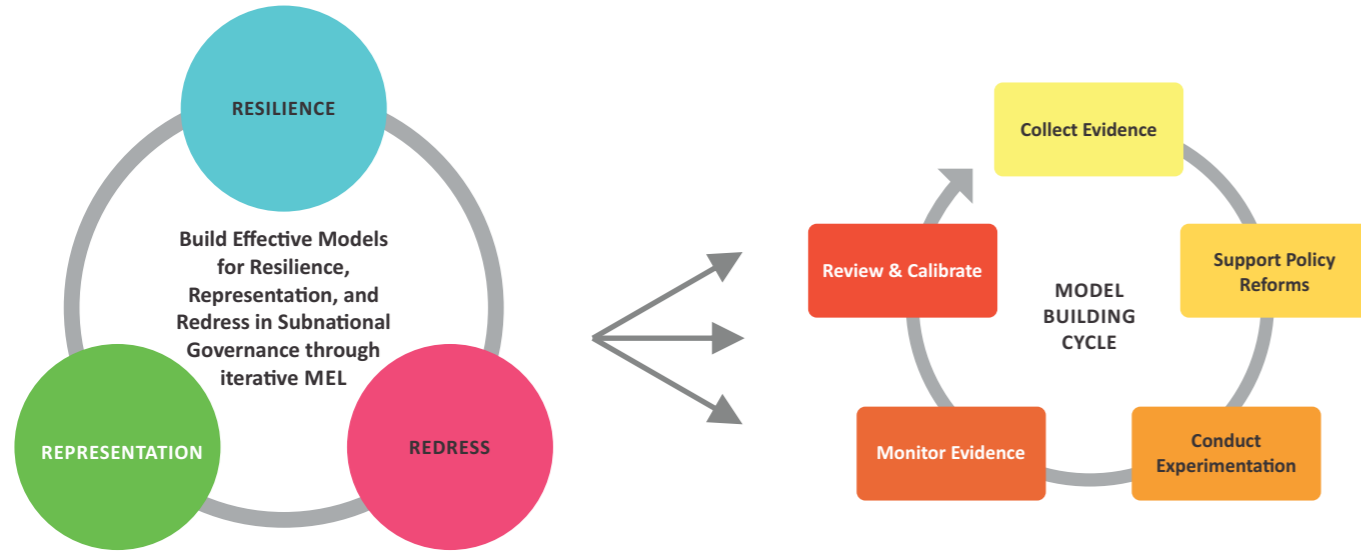 RESILIENCE
Build Effective Models
for Resilience,
Representation, and
Redress in Subnational
Governance through
iterative MEL
REPRESENTATION
REDRESS
Collect Evidence
Support Policy
Reforms
Conduct
Experimentation
Monitor Evidence
Review & Calibrate
MODEL
BUILDING
CYCLE